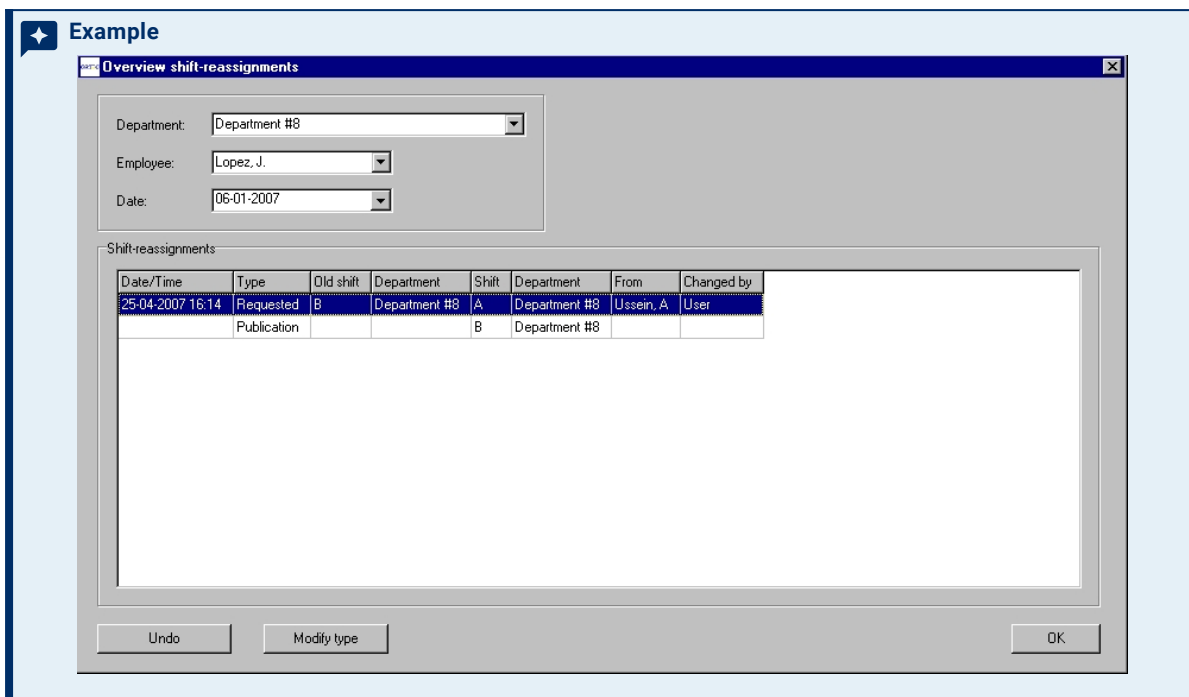 Example
Overview shift-reassignments
Department: Department #8
Employee: Lopez, J.
Date: 06-01-2007
Shift-reassignments
Date/Time Type Old shift Department Shift Department From Changed by
25-04-2007 16:14 Requested B Department #8 A Department #8 Ussein, A User
Publication B Department #8
Undo Modify type OK